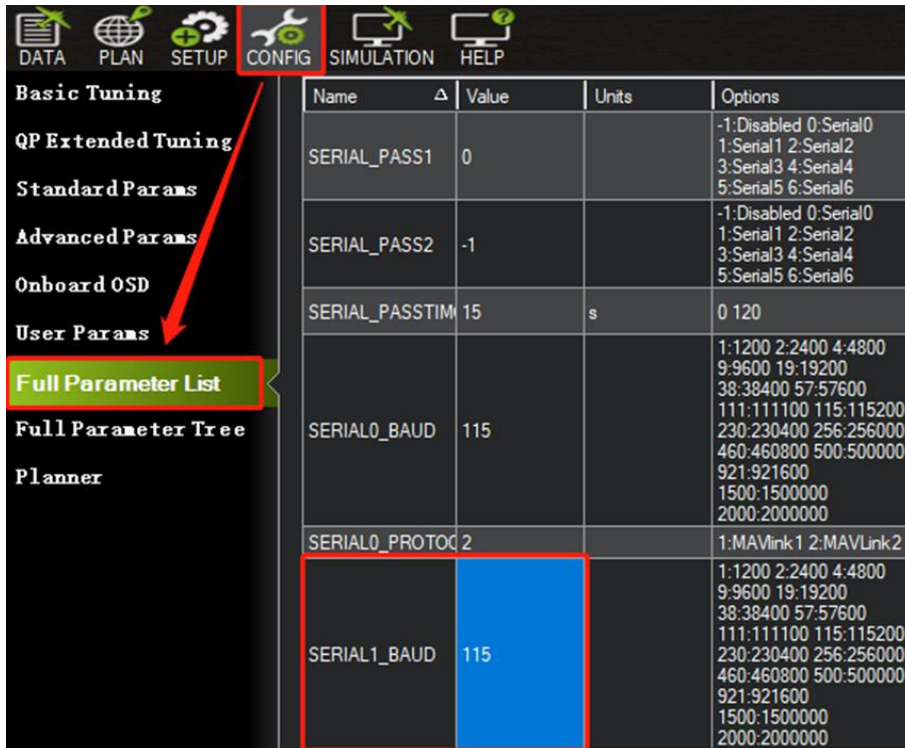 DATA PLAN SETUP CONFIG SIMULATION HELP
Basic Tuning
QP Extended Tuning
Standard Params
Advanced Params
Onboard OSD
User Params
Full Parameter List
Full Parameter Tree
Planner
Name Value Units Options
SERIAL_PASS1 0
-1:Disabled 0:Serial0
1:Serial1 2:Serial2
3:Serial3 4:Serial4
5:Serial5 6:Serial6
SERIAL_PASS2 -1
-1:Disabled 0:Serial0
1:Serial1 2:Serial2
3:Serial3 4:Serial4
5:Serial5 6:Serial6
SERIAL_PASSTIM 15 s 0 120
SERIAL0_BAUD 115
1:1200 2:2400 4:4800
9:9600 19:19200
38:38400 57:57600
111:111100 115:115200
230:230400 256:256000
460:460800 500:500000
921:921600
1500:1500000
2000:2000000
SERIAL0_PROTOC 2 1:MAVlink1 2:MAVLink2
SERIAL1_BAUD 115
1:1200 2:2400 4:4800
9:9600 19:19200
38:38400 57:57600
111:111100 115:115200
230:230400 256:256000
460:460800 500:500000
921:921600
1500:1500000
2000:2000000